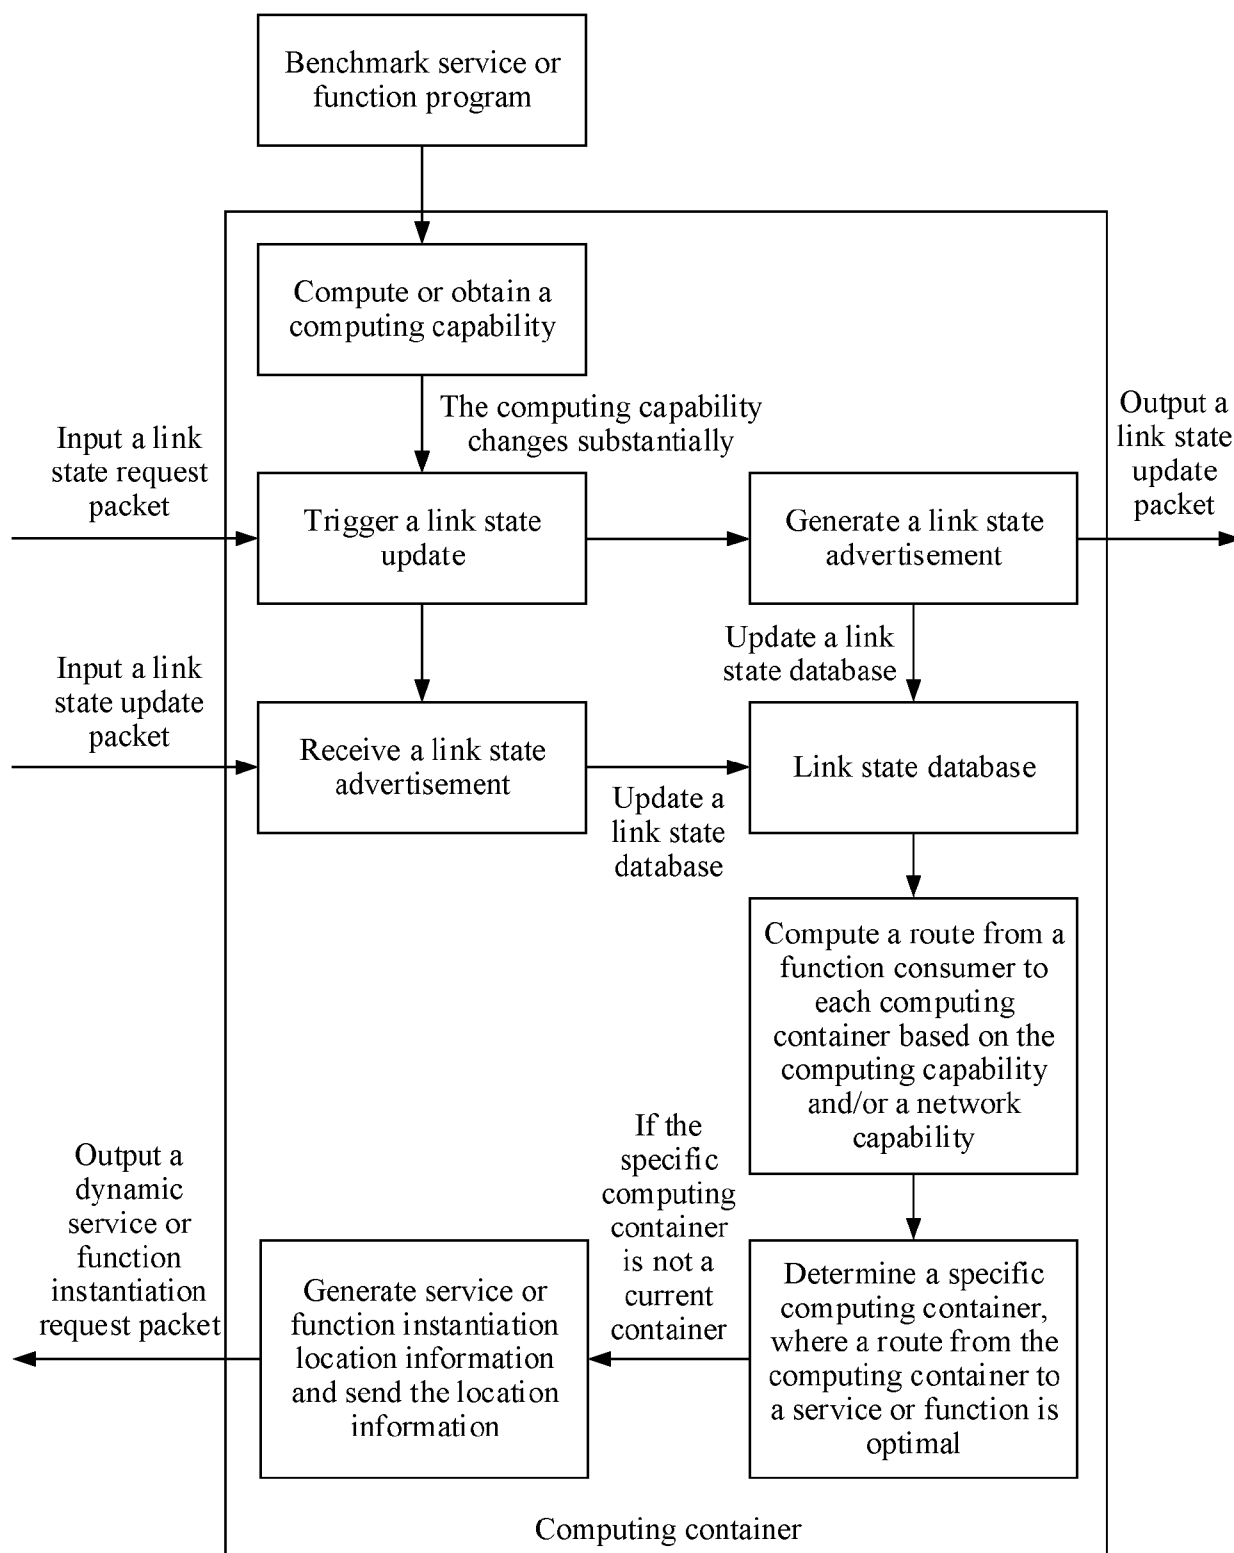 Benchmark service or
function program
Compute or obtain a
computing capability
The computing capability
changes substantially
Input a link
state request
packet
Trigger a link state
update
Generate a link state
advertisement
Output a
link state
update
packet
Update a link
state database
Input a link
state update
packet
Receive a link state
advertisement
Update a
link state
database
Link state database
Compute a route from a
function consumer to
each computing
container based on the
computing capability
and/or a network
capability
If the
specific
computing
container
is not a
current
container
Determine a specific
computing container,
where a route from the
computing container to
a service or function is
optimal
Generate service or
function instantiation
location information
and send the location
information
Output a
dynamic
service or
function
instantiation
request packet
Computing container